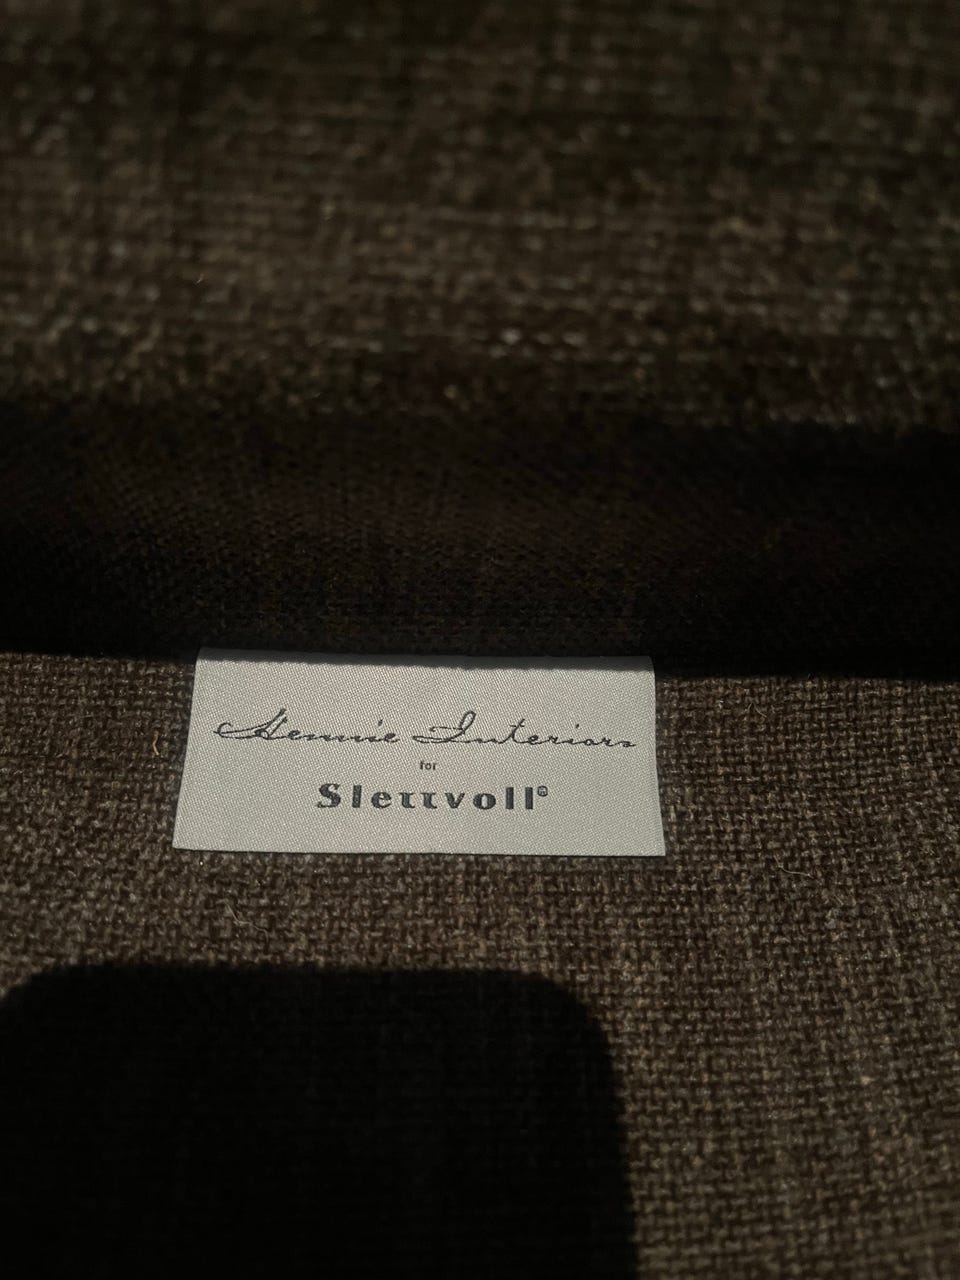 Hennie Interiors
for
Slettvoll®